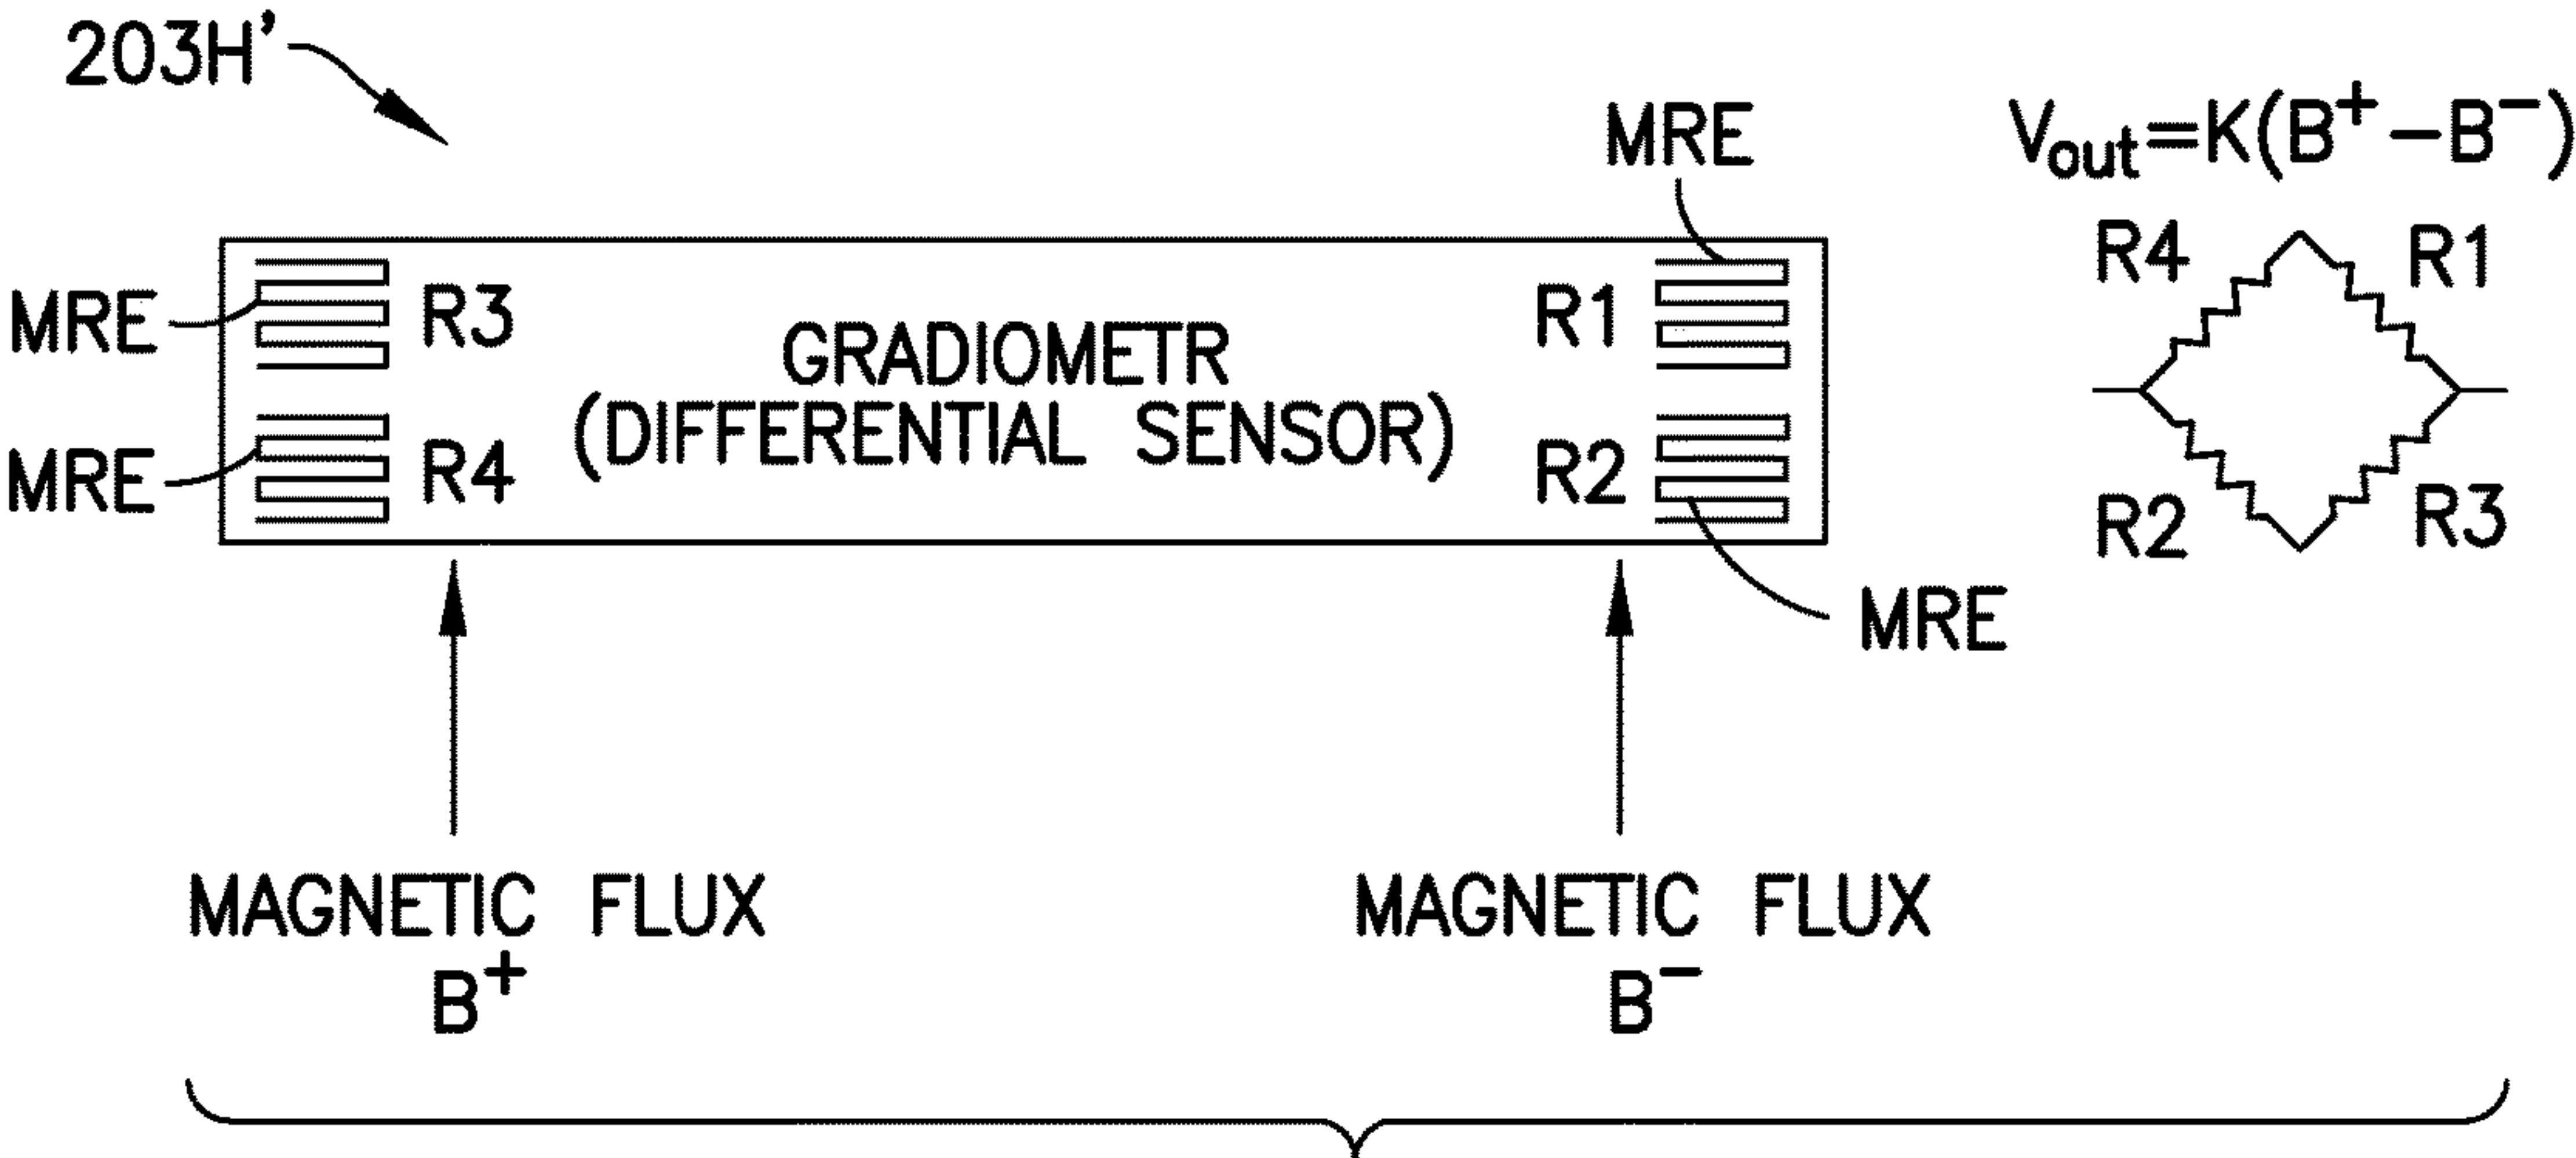 203H'
MRE
V_out=K(B⁺-B⁻)
R4
R1
MRE
R3
GRADIOMETR
R1
MRE
R4
(DIFFERENTIAL SENSOR)
R2
R2
R3
MRE
MAGNETIC FLUX
B⁺
MAGNETIC FLUX
B⁻